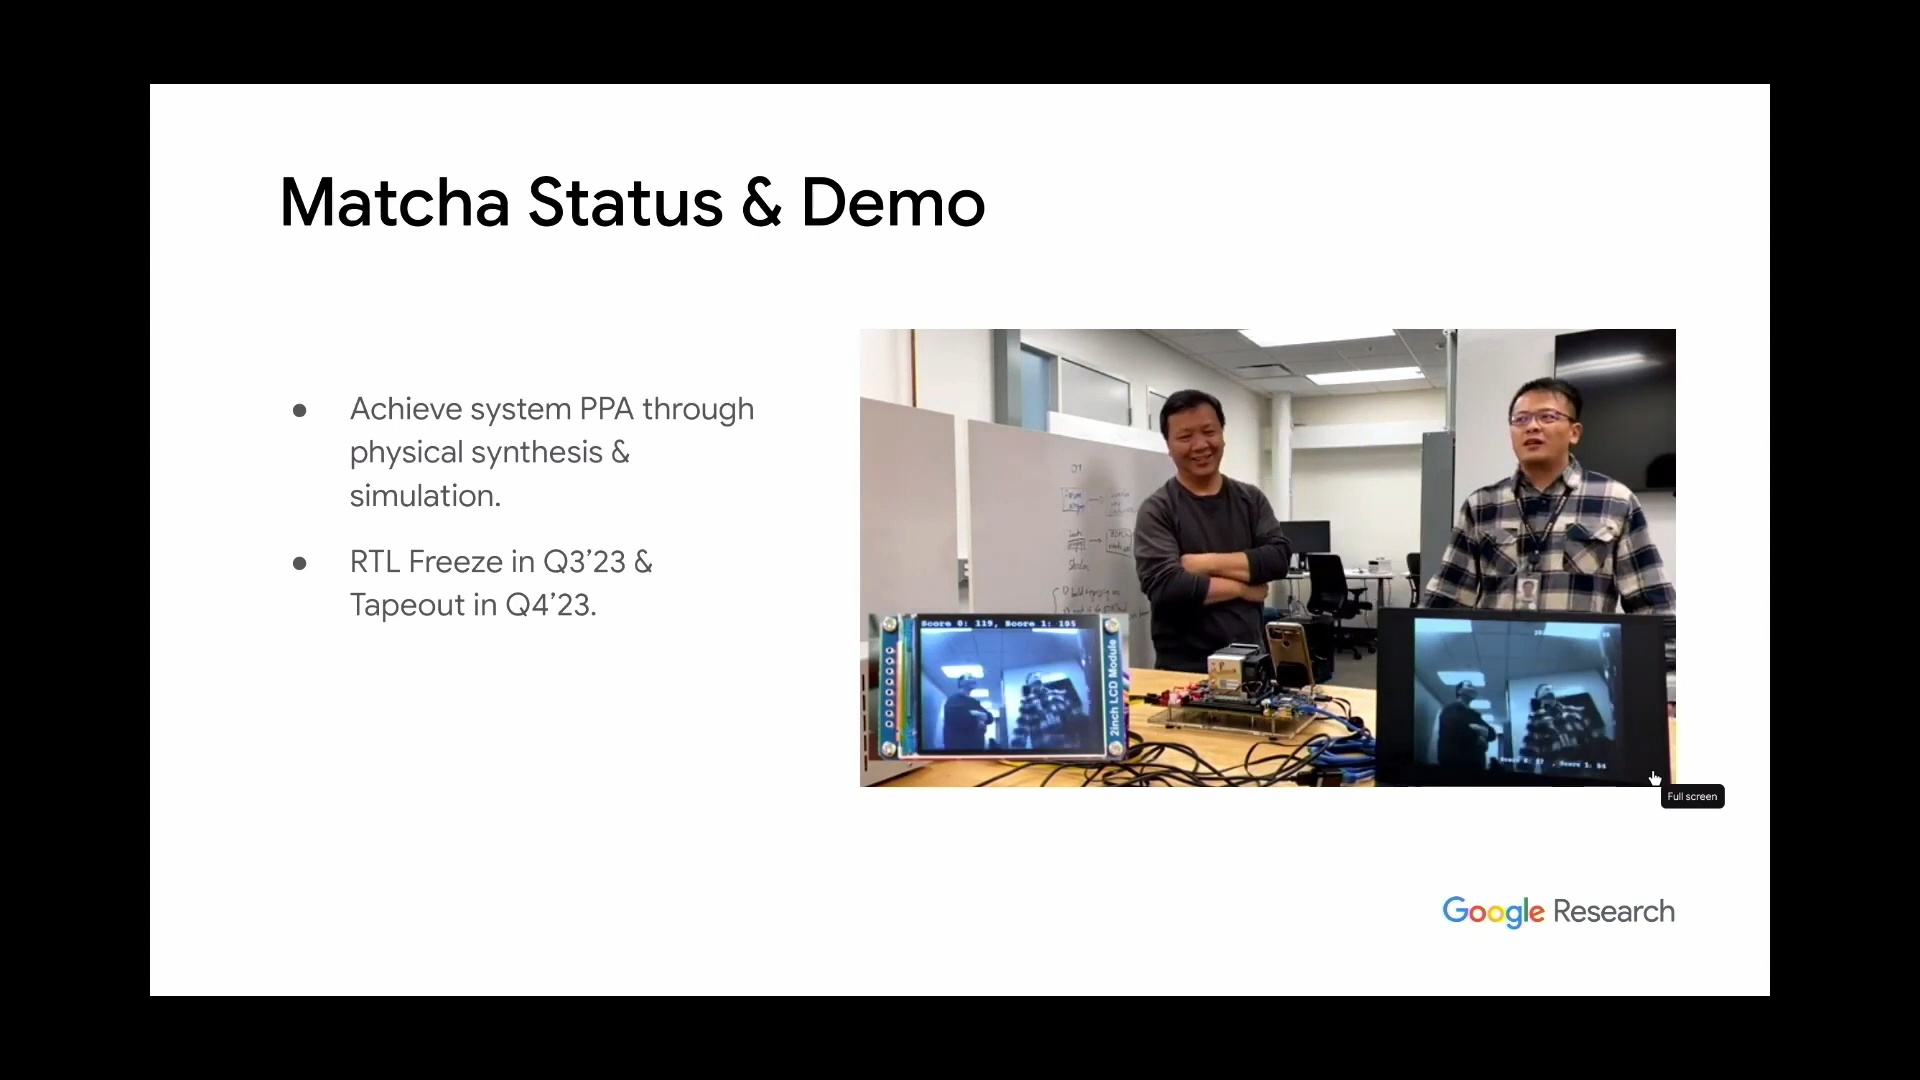 Matcha Status & Demo
● Achieve system PPA through
physical synthesis &
simulation.
● RTL Freeze in Q3’23 &
Tapeout in Q4’23.
Score 0: 119, Score 1: 195
2inch LCD Module
Full screen
Google Research